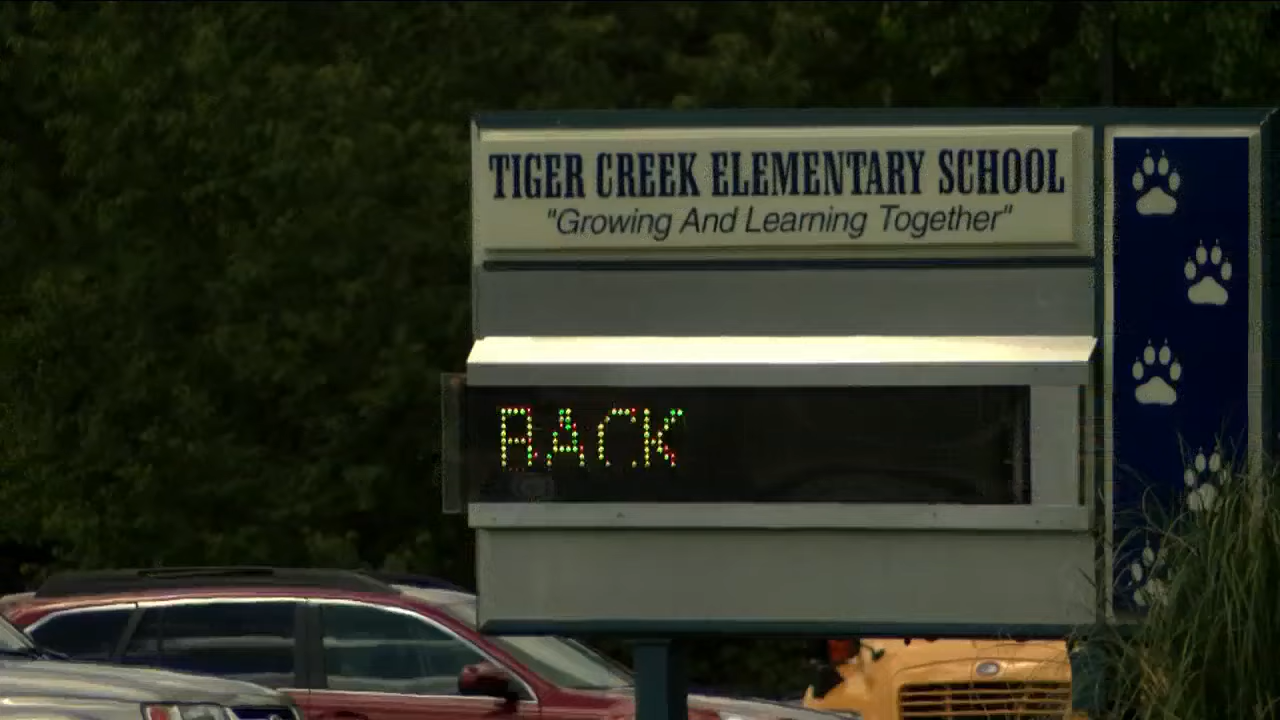 TIGER CREEK ELEMENTARY SCHOOL
"Growing And Learning Together"
BACK